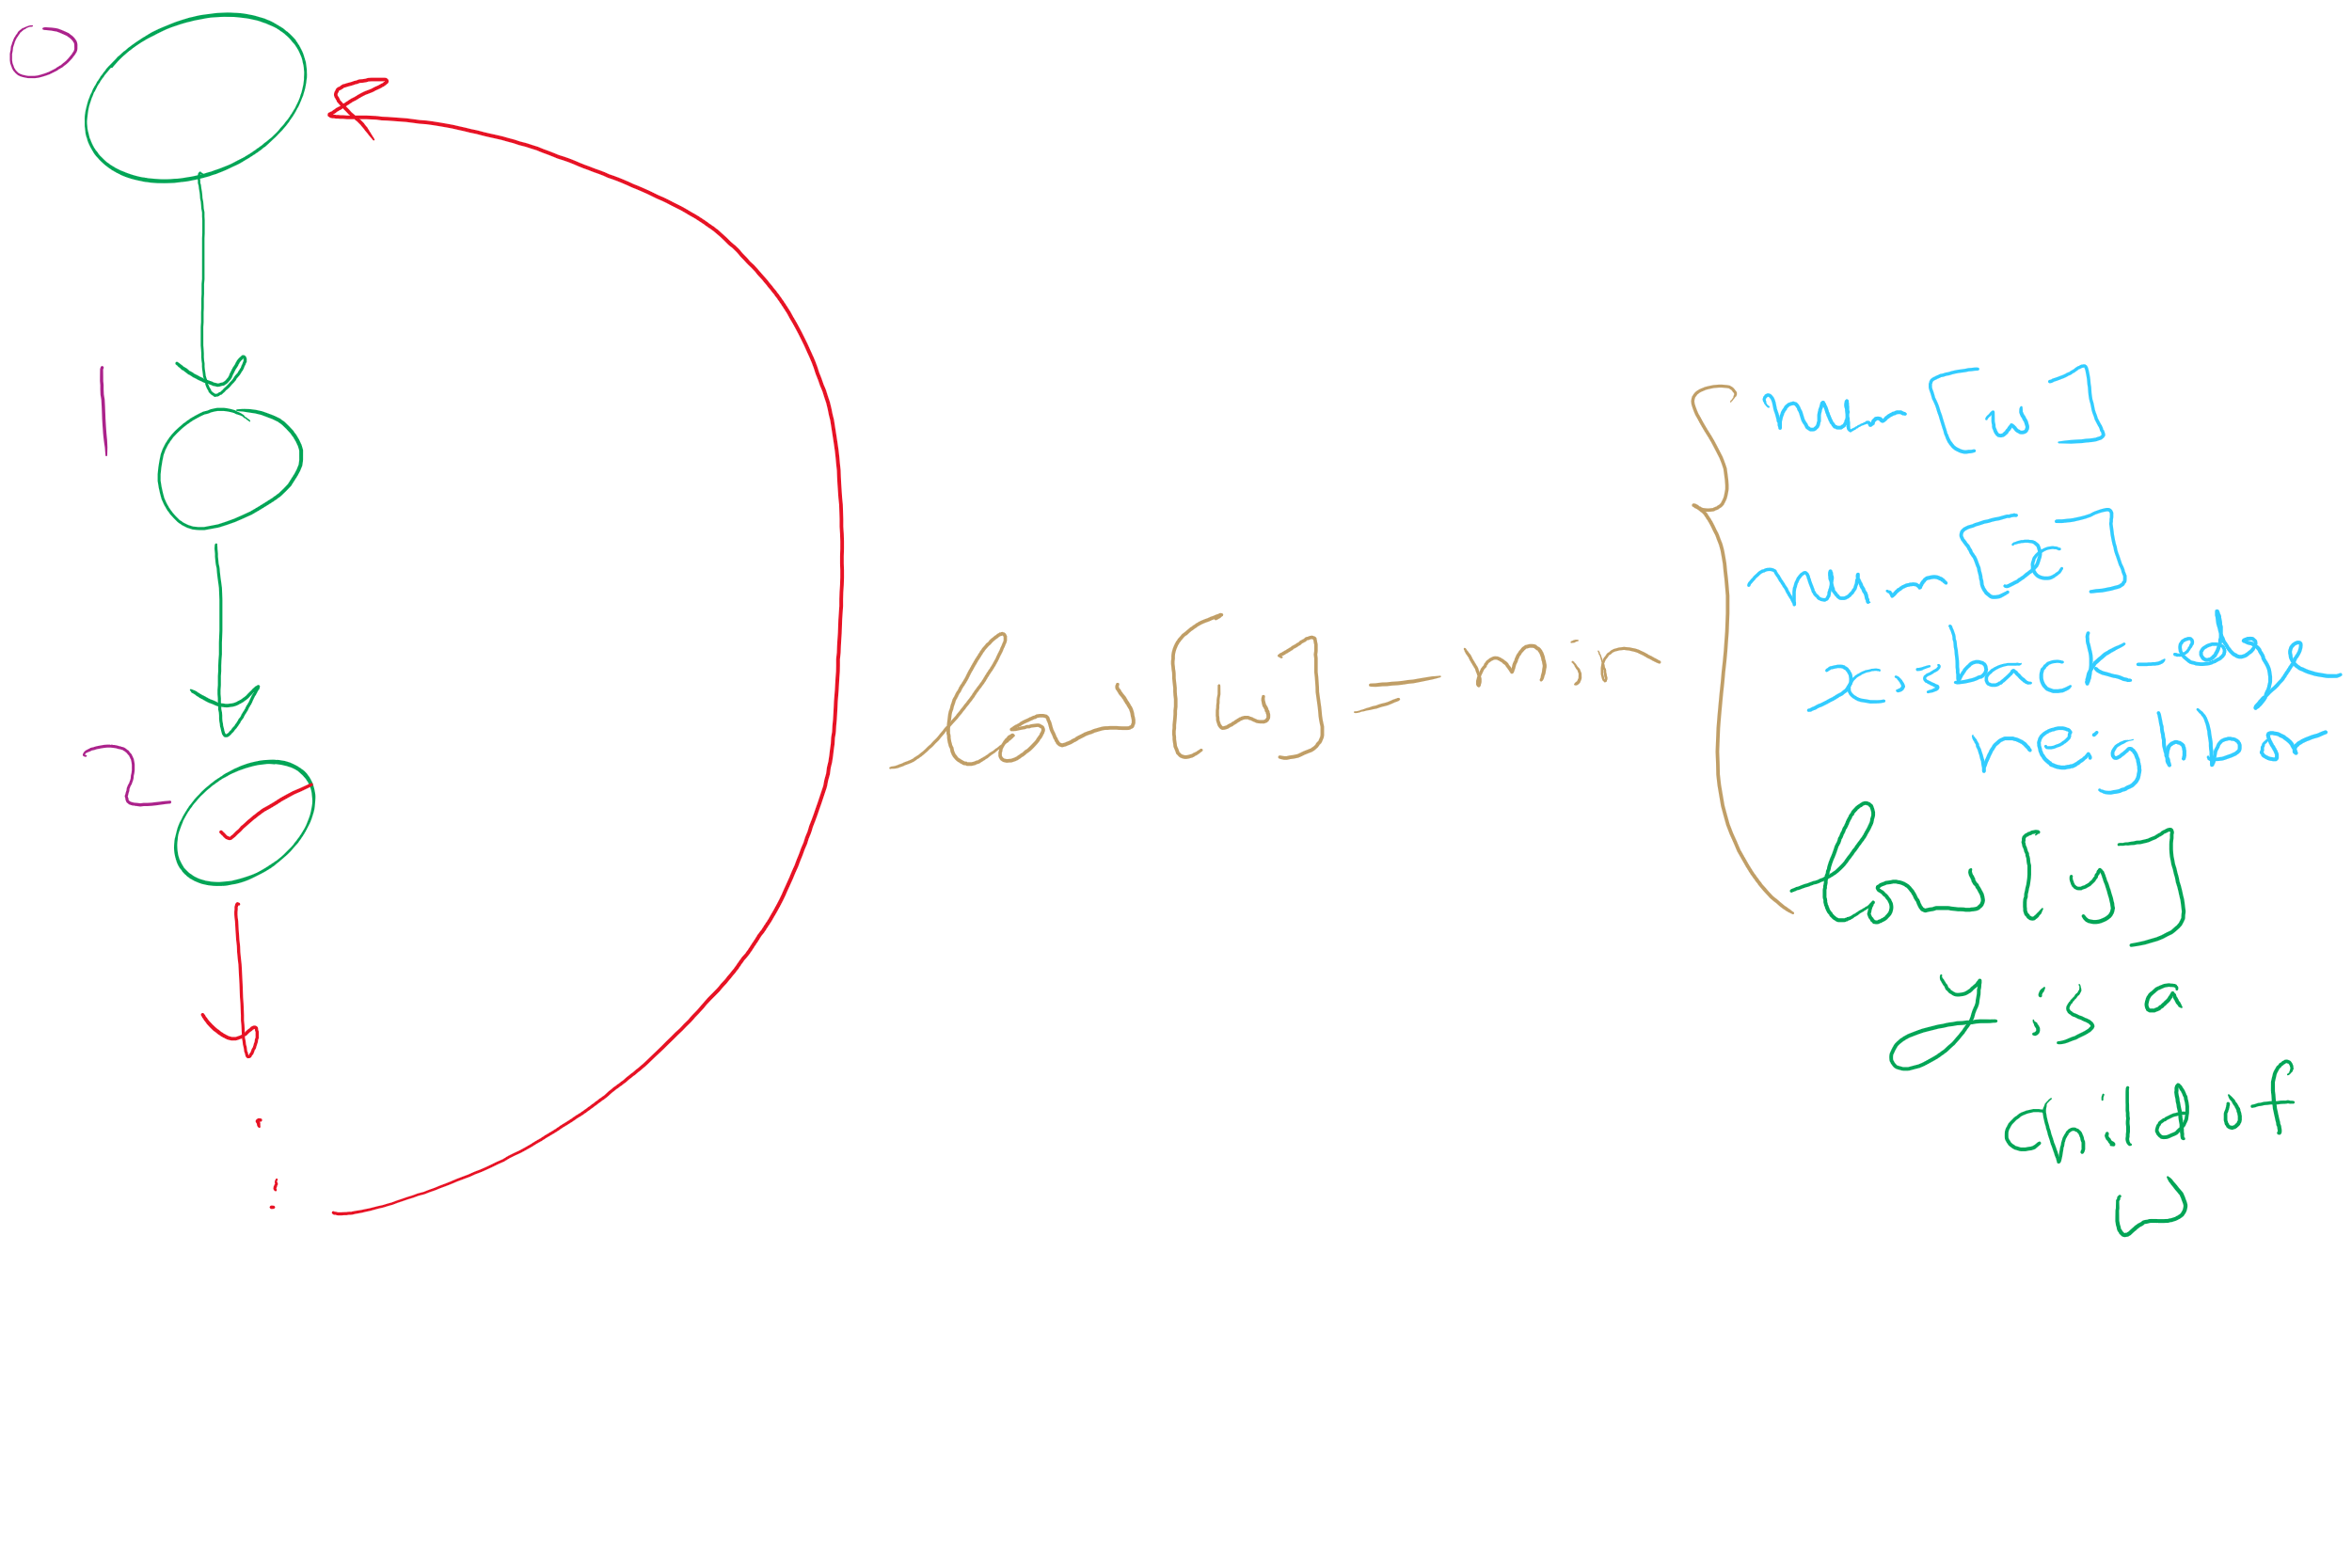 0
1
2
low[w] = min
num[w]
num[x]
x is back-edge
neighbor
low[y]
y is a
child of
w